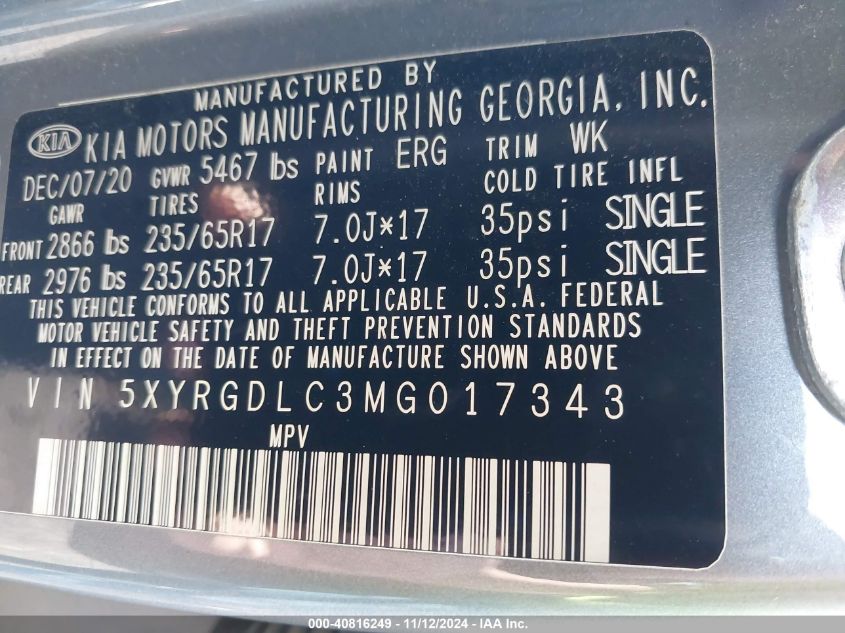 MANUFACTURED BY
KIA KIA MOTORS MANUFACTURING GEORGIA, INC.
DEC/07/20 GVWR 5467 lbs PAINT ERG TRIM WK
GAWR TIRES RIMS COLD TIRE INFL
FRONT 2866 lbs 235/65R17 7.0J*17 35psi SINGLE
REAR 2976 lbs 235/65R17 7.0J*17 35psi SINGLE
THIS VEHICLE CONFORMS TO ALL APPLICABLE U.S.A. FEDERAL
MOTOR VEHICLE SAFETY AND THEFT PREVENTION STANDARDS
IN EFFECT ON THE DATE OF MANUFACTURE SHOWN ABOVE
VIN 5XYRGDLC3MG017343
MPV
000-40816249 - 11/12/2024 - IAA Inc.